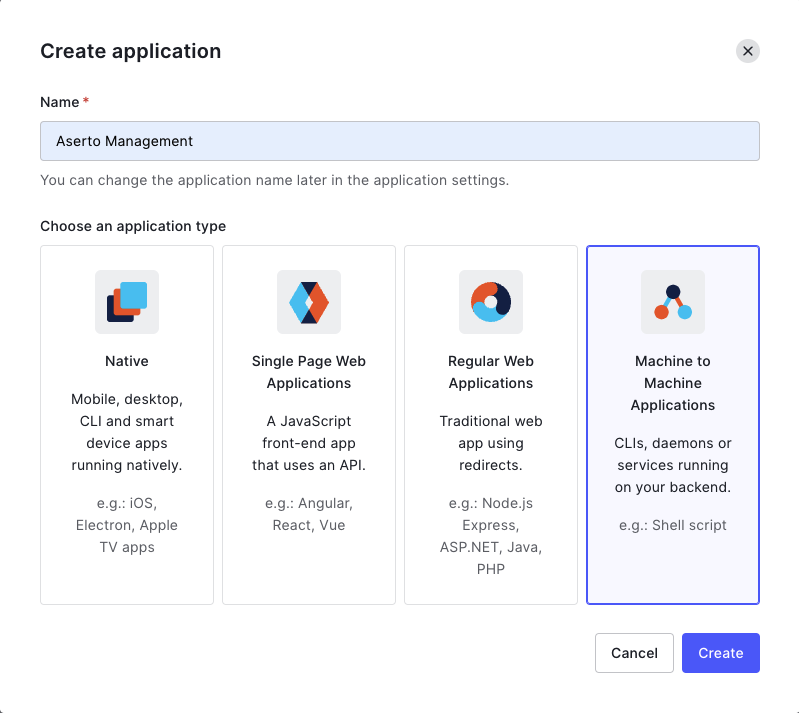 Create application
Name *
Aserto Management
You can change the application name later in the application settings.
Choose an application type
Native
Mobile, desktop,
CLI and smart
device apps
running natively.
e.g.: iOS,
Electron, Apple
TV apps
Single Page Web
Applications
A JavaScript
front-end app
that uses an API.
e.g.: Angular,
React, Vue
Regular Web
Applications
Traditional web
app using
redirects.
e.g.: Node.js
Express,
ASP.NET, Java,
PHP
Machine to
Machine
Applications
CLIs, daemons or
services running
on your backend.
e.g.: Shell script
Cancel
Create